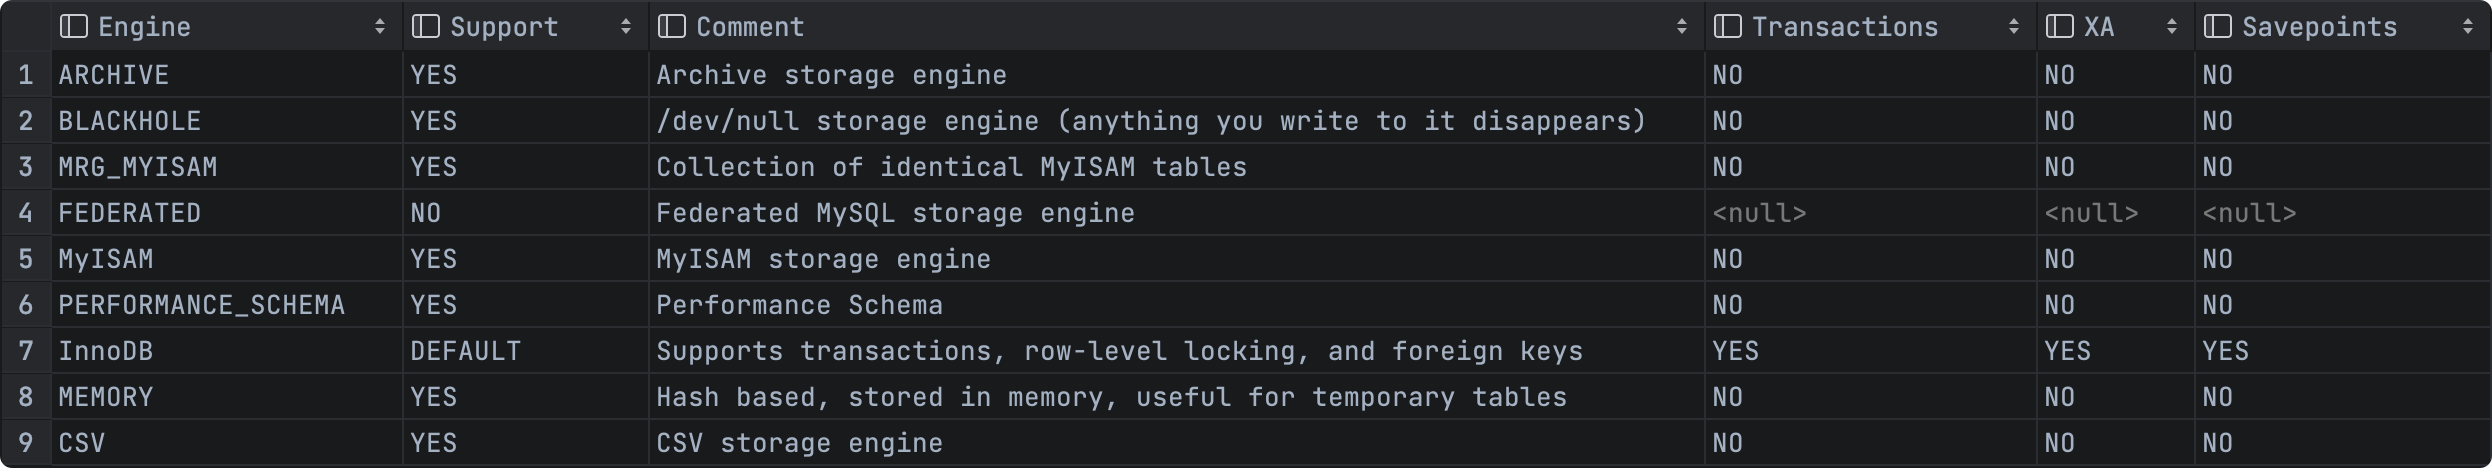 Engine Support Comment Transactions XA Savepoints
1 ARCHIVE YES Archive storage engine NO NO NO
2 BLACKHOLE YES /dev/null storage engine (anything you write to it disappears) NO NO NO
3 MRG_MYISAM YES Collection of identical MyISAM tables NO NO NO
4 FEDERATED NO Federated MySQL storage engine <null> <null> <null>
5 MyISAM YES MyISAM storage engine NO NO NO
6 PERFORMANCE_SCHEMA YES Performance Schema NO NO NO
7 InnoDB DEFAULT Supports transactions, row-level locking, and foreign keys YES YES YES
8 MEMORY YES Hash based, stored in memory, useful for temporary tables NO NO NO
9 CSV YES CSV storage engine NO NO NO